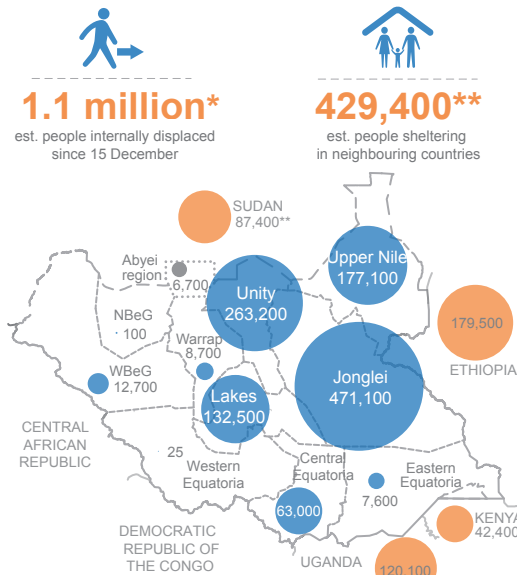 1.1 million*
est. people internally displaced
since 15 December
429,400**
est. people sheltering
in neighbouring countries
SUDAN
87,400**
Abyei
region
6,700
Upper Nile
177,100
Unity
263,200
NBeG
100
179,500
ETHIOPIA
Warrap
8,700
WBeG
12,700
Jonglei
471,100
Lakes
132,500
CENTRAL
AFRICAN
REPUBLIC
25
Western
Equatoria
Central
Equatoria
63,000
Eastern
Equatoria
7,600
KENYA
42,400
DEMOCRATIC
REPUBLIC OF
THE CONGO
UGANDA
120,100